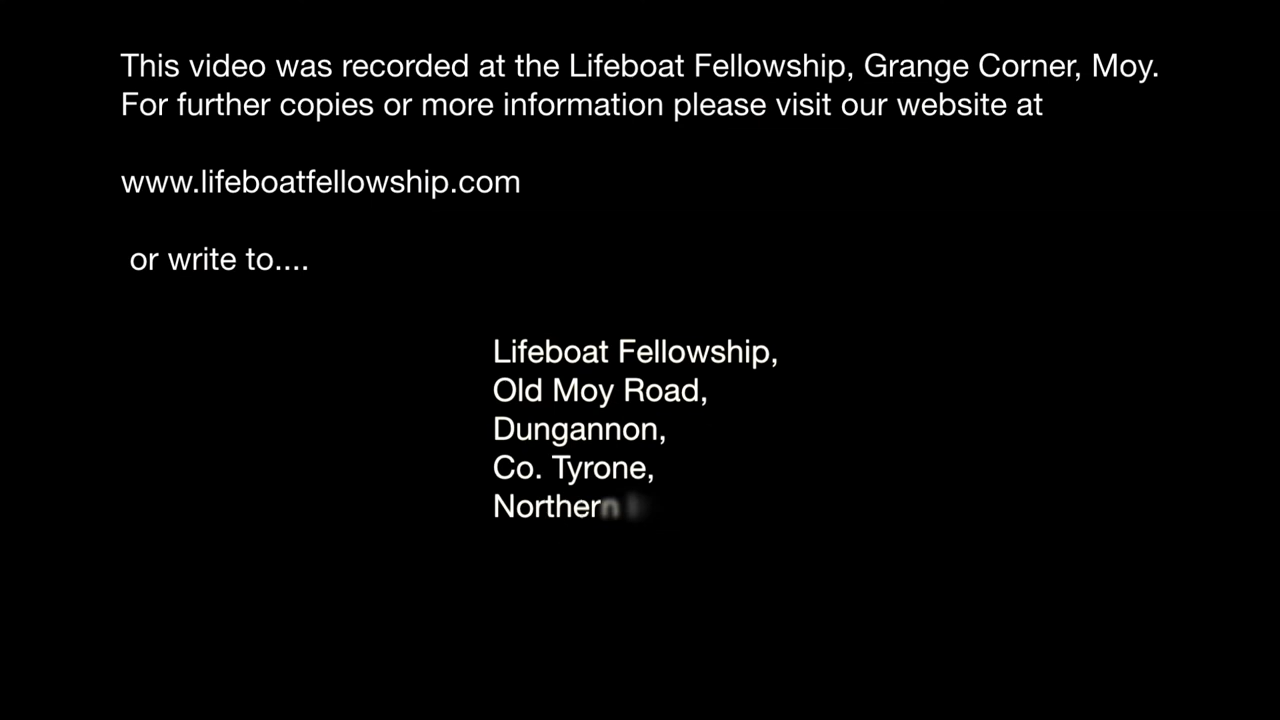 This video was recorded at the Lifeboat Fellowship, Grange Corner, Moy.
For further copies or more information please visit our website at
www.lifeboatfellowship.com
or write to....
Lifeboat Fellowship,
Old Moy Road,
Dungannon,
Co. Tyrone,
Northern